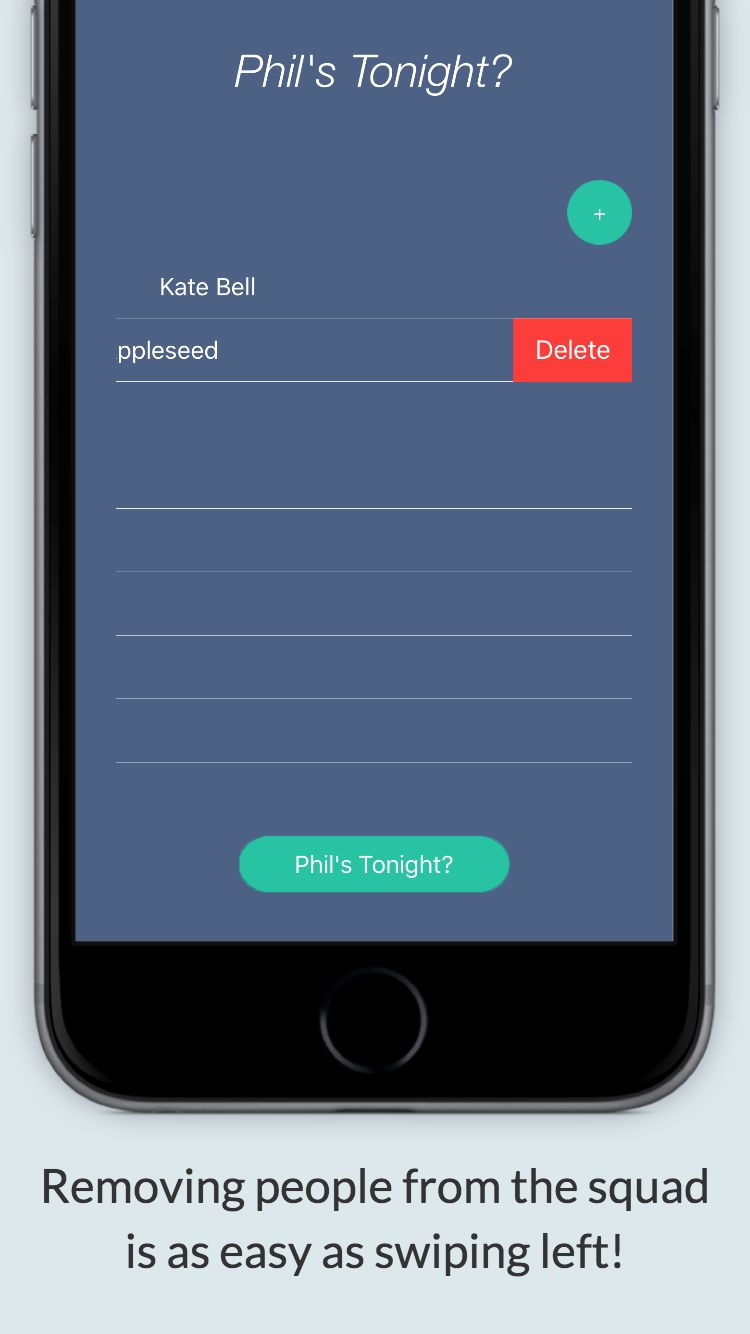 Phil's Tonight?
+
Kate Bell
ppleseed
Delete
Phil's Tonight?
Removing people from the squad
is as easy as swiping left!